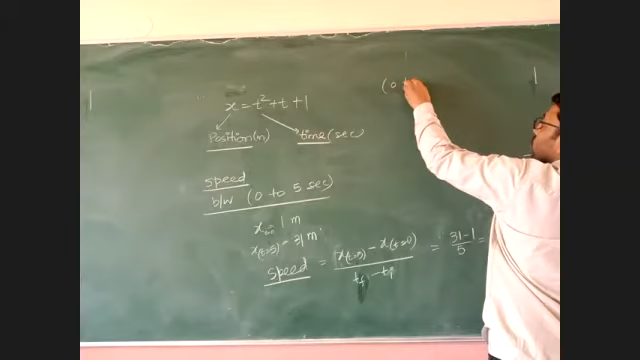 x = t² + t + 1
Position(m) time (sec)
speed
b/w (0 to 5 sec)
x(t=0) = 1 m
x(t=5) = 31 m
speed = x(t=5) - x(t=0) / tf - ti = 31-1 / 5 =
(0 t